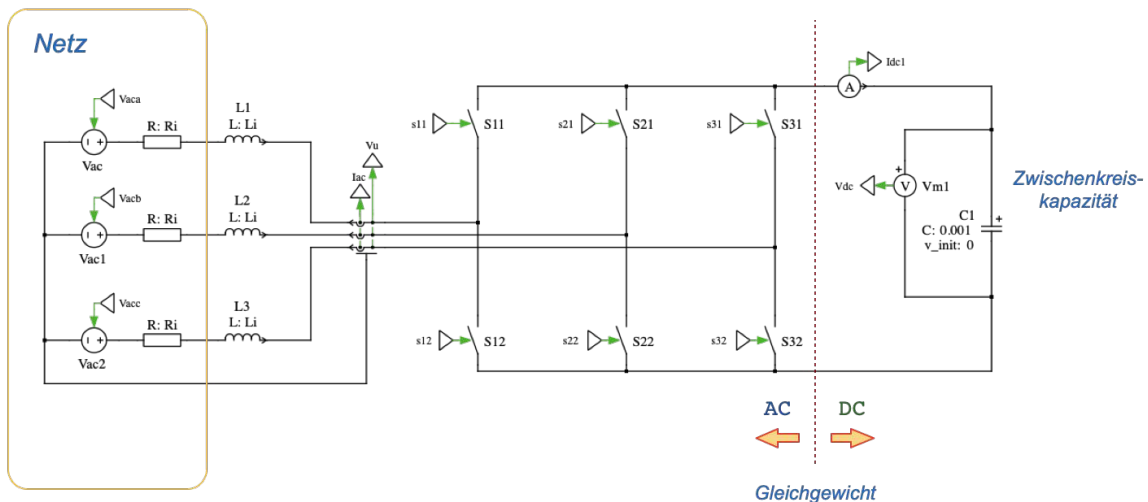 Netz
Vaca
Vac
R: Ri
L1
L: Li
Vacb
Vac1
R: Ri
L2
L: Li
Vacc
Vac2
R: Ri
L3
L: Li
Iac
Vu
s11
S11
s21
S21
s31
S31
s12
S12
s22
S22
s32
S32
A
Idc1
Vdc
V
Vm1
C1
C: 0.001
v_init: 0
Zwischenkreis-
kapazität
AC
DC
Gleichgewicht